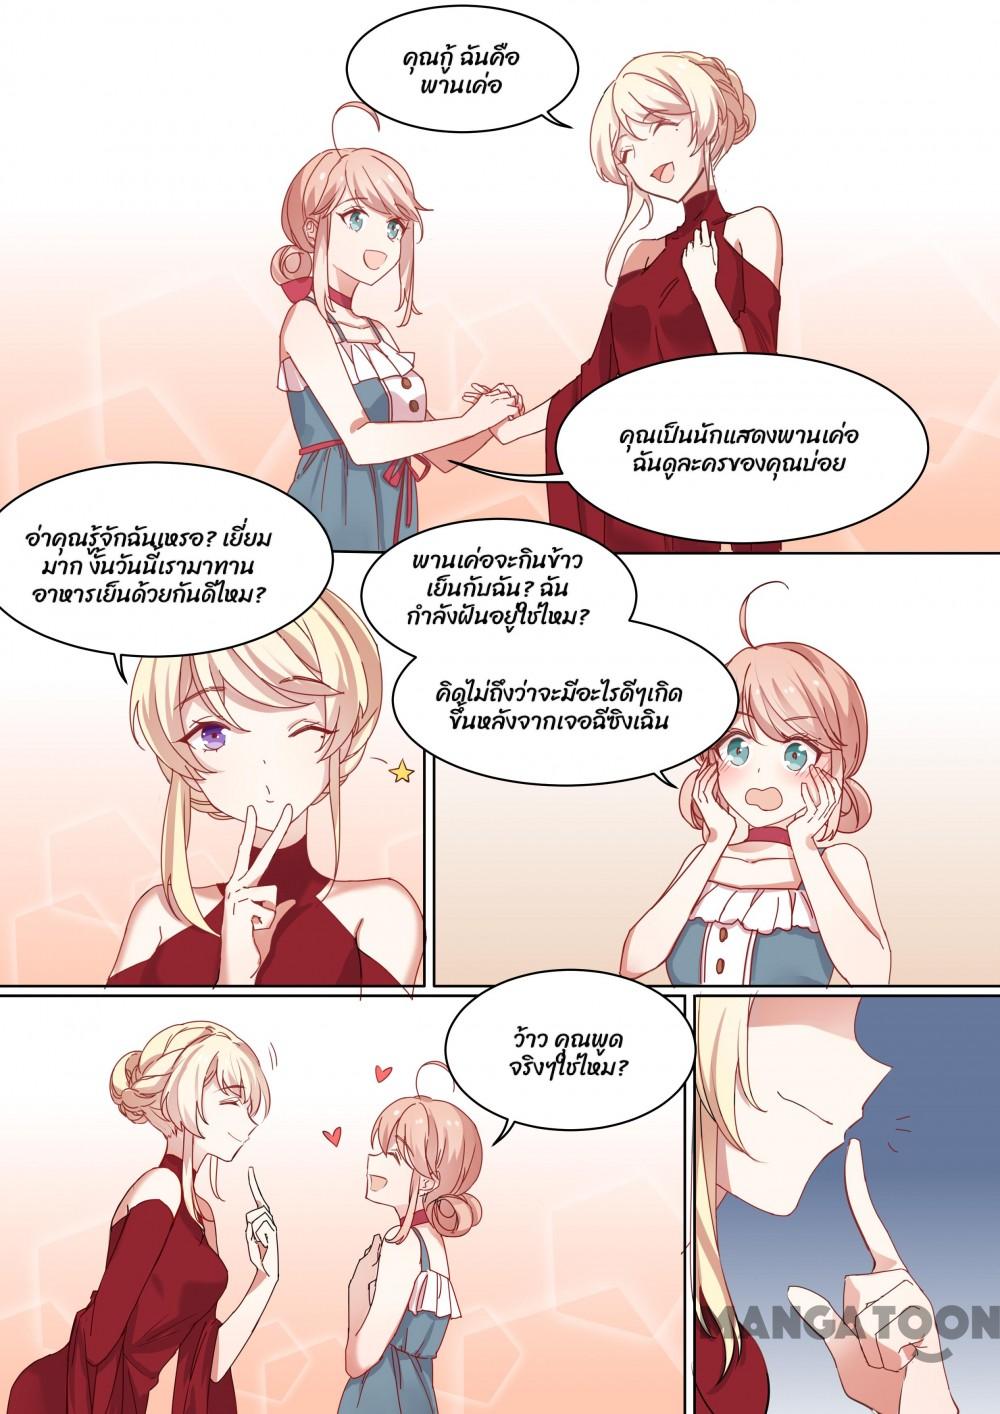 คุณกู้ ฉันคือ
พานเค่อ
คุณเป็นนักแสดงพานเค่อ
ฉันดูละครของคุณบ่อย
อ่าคุณรู้จักฉันเหรอ? เยี่ยม
มาก งั้นวันนี้เรามาทาน
อาหารเย็นด้วยกันดีไหม?
พานเค่อจะกินข้าว
เย็นกับฉัน? ฉัน
กำลังฝันอยู่ใช่ไหม?
คิดไม่ถึงว่าจะมีอะไรดีๆเกิด
ขึ้นหลังจากเจอฉีซิงเฉิน
ว้าว คุณพูด
จริงๆใช่ไหม?
MANGATOON